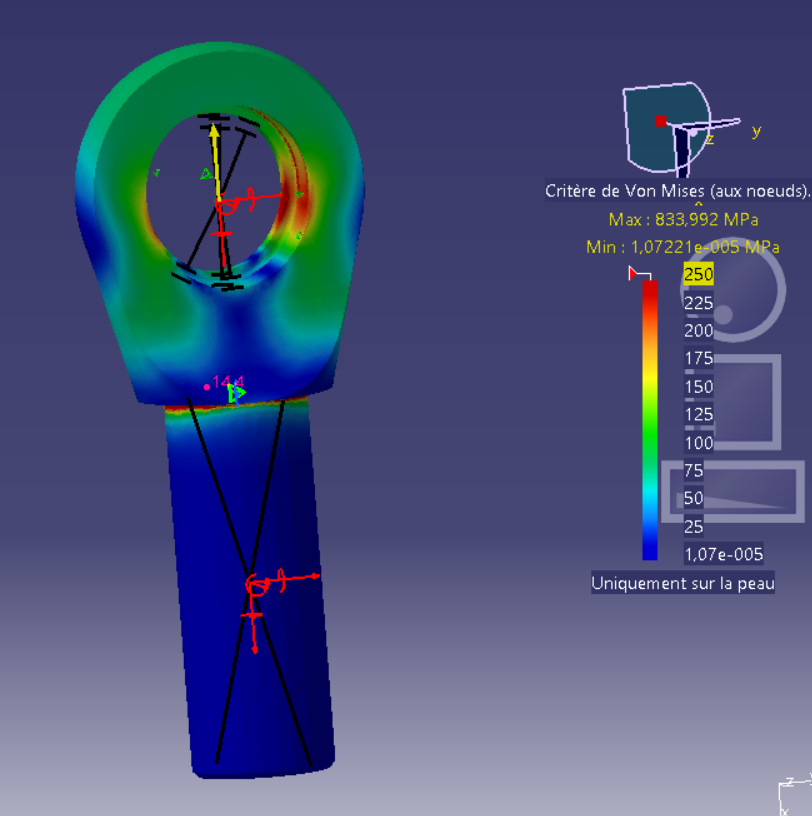 y
z
Critère de Von Mises (aux noeuds).
Max : 833,992 MPa
Min : 1,07221e-005 MPa
250
225
200
175
150
125
100
75
50
25
1,07e-005
Uniquement sur la peau
14.4
z
x